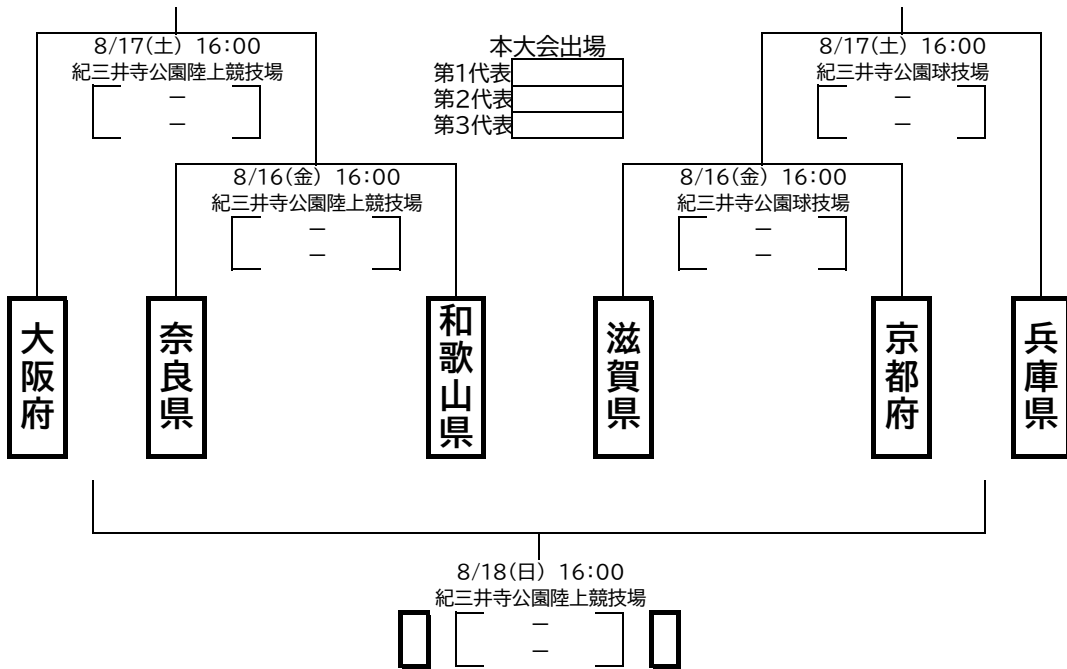 8/17(土) 16:00
紀三井寺公園陸上競技場
－
－
本大会出場
第1代表
第2代表
第3代表
8/17(土) 16:00
紀三井寺公園球技場
－
－
8/16(金) 16:00
紀三井寺公園陸上競技場
－
－
8/16(金) 16:00
紀三井寺公園球技場
－
－
大阪府
奈良県
和歌山県
滋賀県
京都府
兵庫県
8/18(日) 16:00
紀三井寺公園陸上競技場
－
－